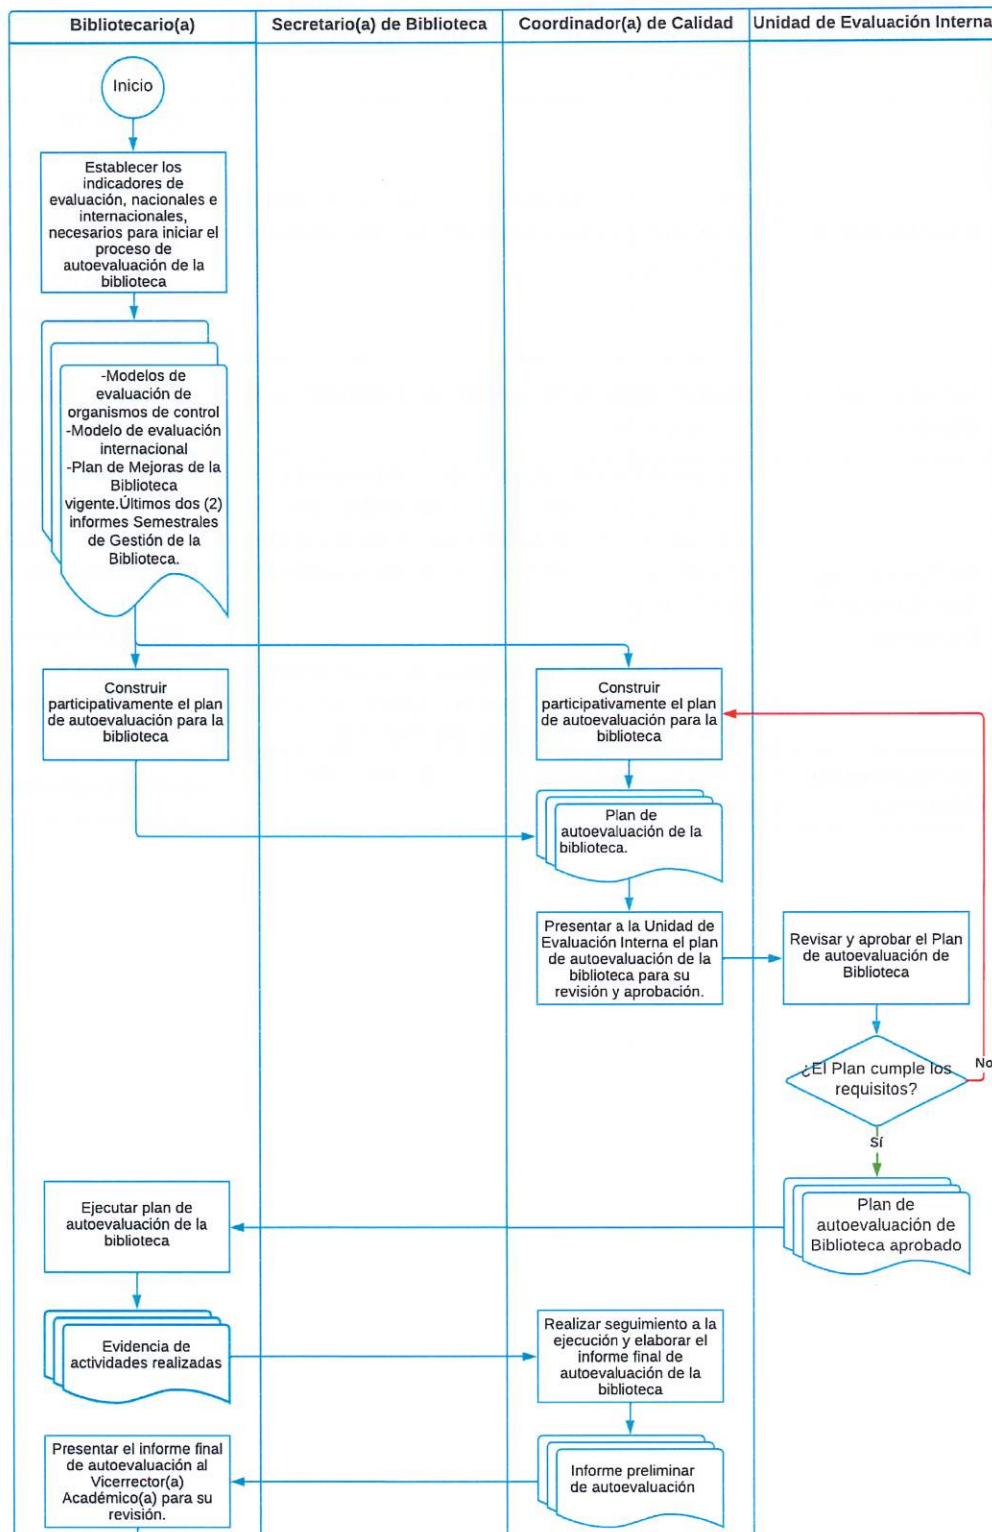 Bibliotecario(a)
Secretario(a) de Biblioteca
Coordinador(a) de Calidad
Unidad de Evaluación Interna
Inicio
Establecer los
indicadores de
evaluación, nacionales e
internacionales,
necesarios para iniciar el
proceso de
autoevaluación de la
biblioteca
-Modelos de
evaluación de
organismos de control
-Modelo de evaluación
internacional
-Plan de Mejoras de la
Biblioteca
vigente.Últimos dos (2)
informes Semestrales
de Gestión de la
Biblioteca.
Construir
participativamente el plan
de autoevaluación para la
biblioteca
Construir
participativamente el plan
de autoevaluación para la
biblioteca
Plan de
autoevaluación de la
biblioteca.
Presentar a la Unidad de
Evaluación Interna el plan
de autoevaluación de la
biblioteca para su
revisión y aprobación.
Revisar y aprobar el Plan
de autoevaluación de
Biblioteca
¿El Plan cumple los
requisitos?
No
Sí
Plan de
autoevaluación de
Biblioteca aprobado
Ejecutar plan de
autoevaluación de la
biblioteca
Evidencia de
actividades realizadas
Realizar seguimiento a la
ejecución y elaborar el
informe final de
autoevaluación de la
biblioteca
Informe preliminar
de autoevaluación
Presentar el informe final
de autoevaluación al
Vicerrector(a)
Académico(a) para su
revisión.